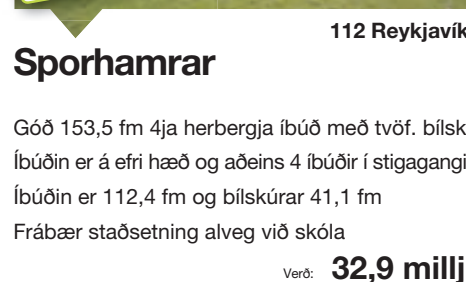 112 Reykjavík
Sporhamrar
Góð 153,5 fm 4ja herbergja íbúð með tvöf. bílsk
Íbúðin er á efri hæð og aðeins 4 íbúðir í stigagangi
Íbúðin er 112,4 fm og bílskúrar 41,1 fm
Frábær staðsetning alveg við skóla
Verð: 32,9 millj